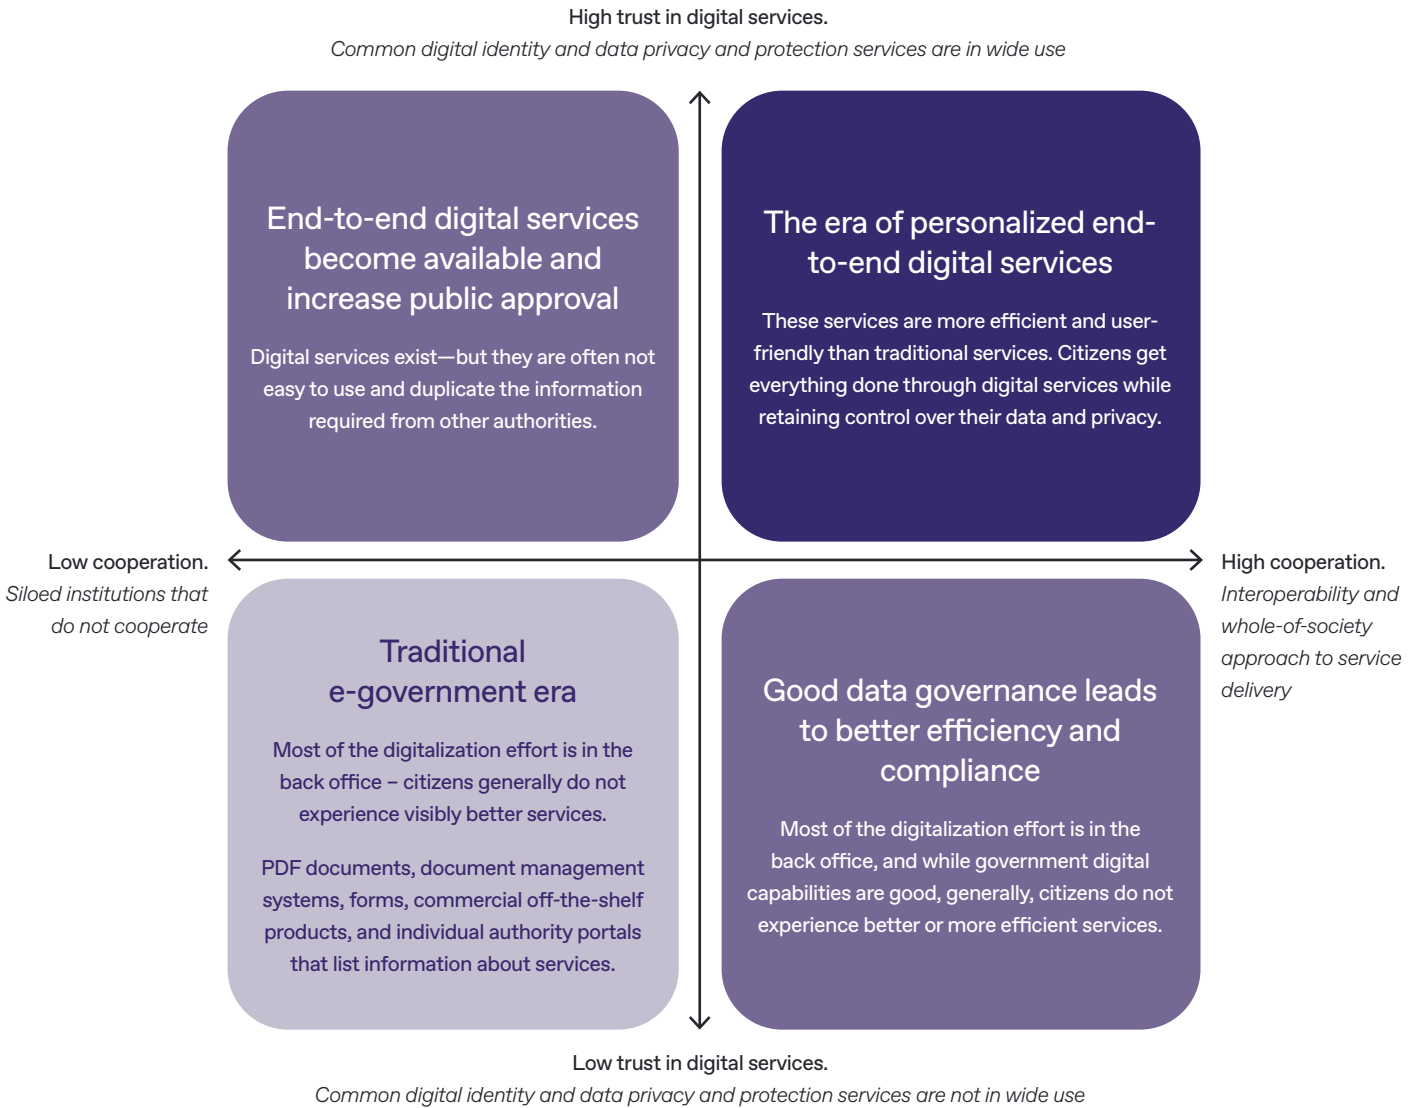 High trust in digital services.
Common digital identity and data privacy and protection services are in wide use
End-to-end digital services
become available and
increase public approval
Digital services exist—but they are often not
easy to use and duplicate the information
required from other authorities.
The era of personalized end-
to-end digital services
These services are more efficient and user-
friendly than traditional services. Citizens get
everything done through digital services while
retaining control over their data and privacy.
Low cooperation.
Siloed institutions that
do not cooperate
High cooperation.
Interoperability and
whole-of-society
approach to service
delivery
Traditional
e-government era
Most of the digitalization effort is in the
back office – citizens generally do not
experience visibly better services.
PDF documents, document management
systems, forms, commercial off-the-shelf
products, and individual authority portals
that list information about services.
Good data governance leads
to better efficiency and
compliance
Most of the digitalization effort is in the
back office, and while government digital
capabilities are good, generally, citizens do not
experience better or more efficient services.
Low trust in digital services.
Common digital identity and data privacy and protection services are not in wide use